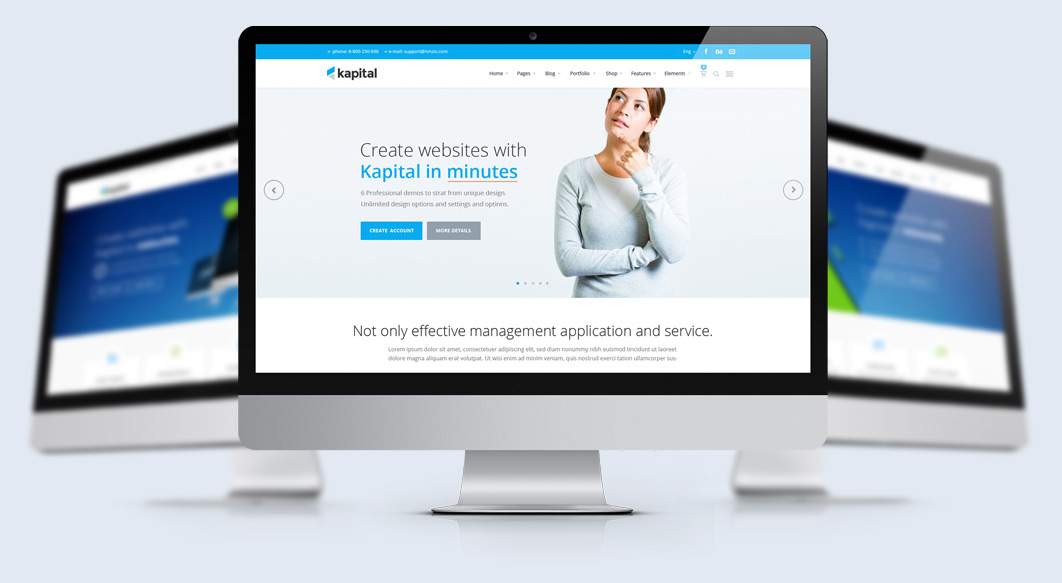 phone: 8-800-250-930 e-mail: support@ninzio.com Eng
kapital Home Pages Blog Portfolio Shop Features Elements
Create websites with
Kapital in minutes
6 Professional demos to strat from unique design.
Unlimited design options and settings and optinns.
CREATE ACCOUNT MORE DETAILS
Not only effective management application and service.
Lorem ipsum dolor sit amet, consectetuer adipiscing elit, sed diam nonummy nibh euismod tincidunt ut laoreet
dolore magna aliquam erat volutpat. Ut wisi enim ad minim veniam, quis nostrud exerci tation ullamcorper sus-